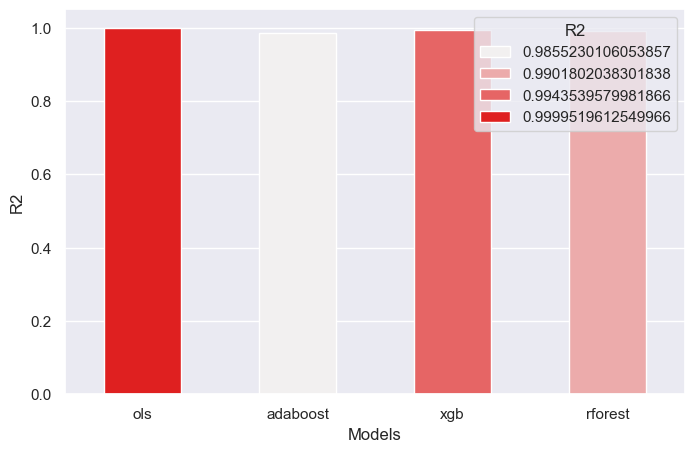 R2
0.9855230106053857
0.9901802038301838
0.9943539579981866
0.9999519612549966
1.0
0.8
0.6
0.4
0.2
0.0
R2
ols
adaboost
xgb
rforest
Models